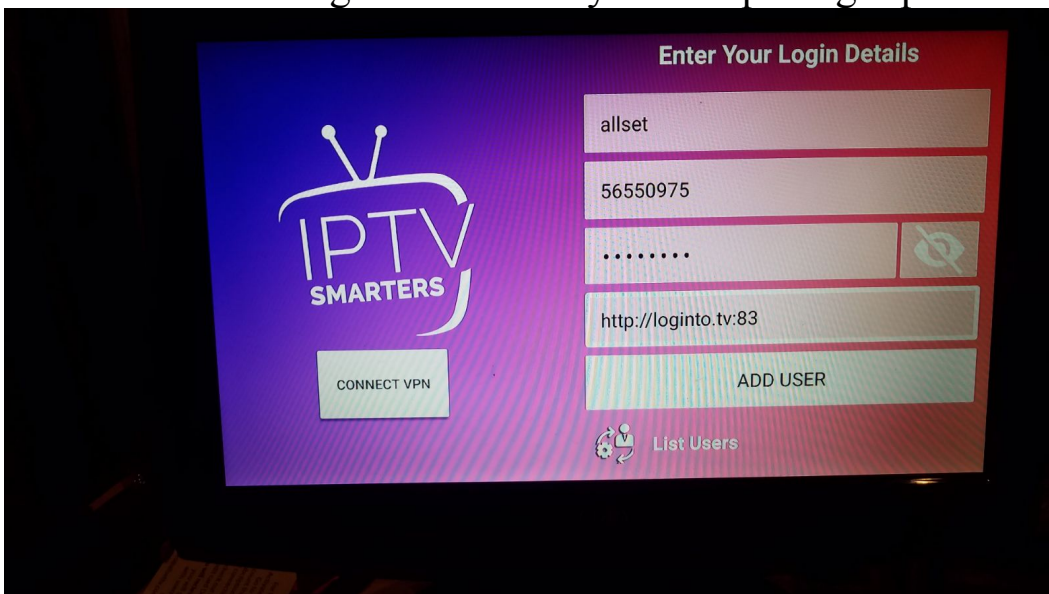 Enter Your Login Details
allset
56550975
••••••••
http://loginto.tv:83
ADD USER
List Users
IPTV
SMARTERS
CONNECT VPN